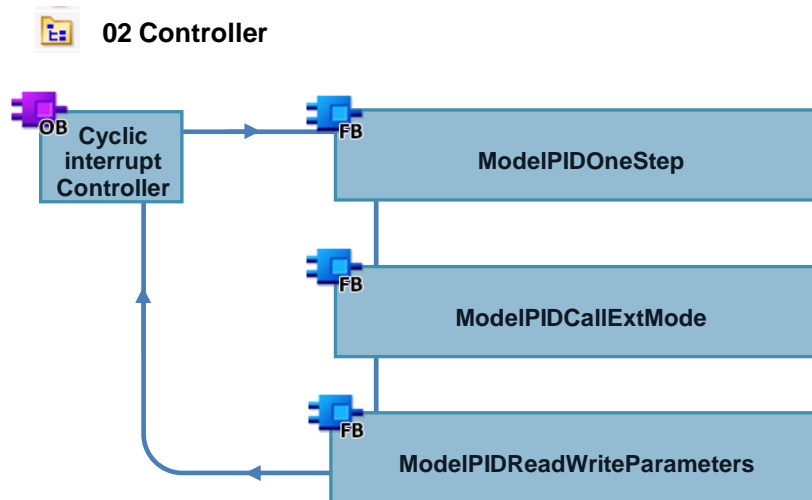 02 Controller
OB
Cyclic
interrupt
Controller
FB
ModelPIDOneStep
FB
ModelPIDCallExtMode
FB
ModelPIDReadWriteParameters